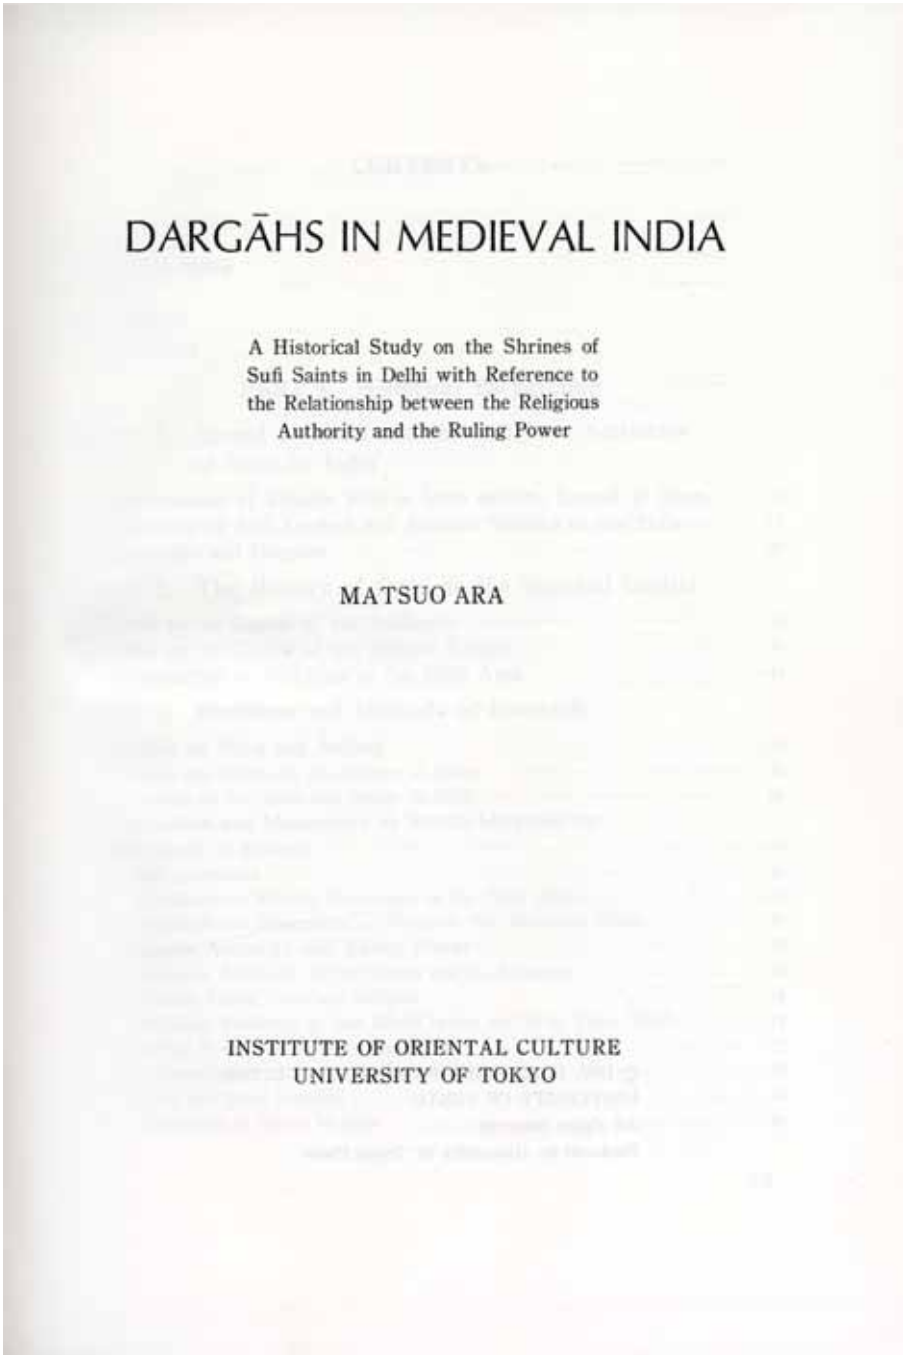 DARGĀHS IN MEDIEVAL INDIA
A Historical Study on the Shrines of
Sufi Saints in Delhi with Reference to
the Relationship between the Religious
Authority and the Ruling Power
MATSUO ARA
INSTITUTE OF ORIENTAL CULTURE
UNIVERSITY OF TOKYO